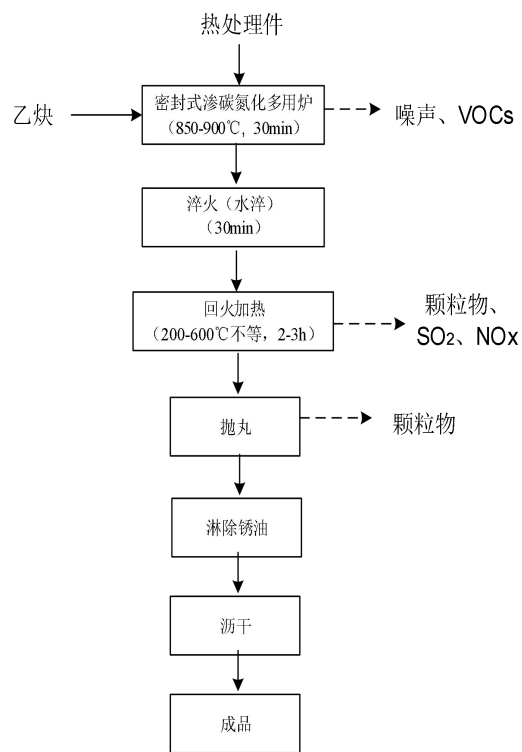 热处理件
乙炔
密封式渗碳氮化多用炉
（850-900℃, 30min）
噪声、VOCs
淬火（水淬）
（30min）
回火加热
（200-600℃不等，2-3h）
颗粒物、
SO₂、NOx
抛丸
颗粒物
淋除锈油
沥干
成品